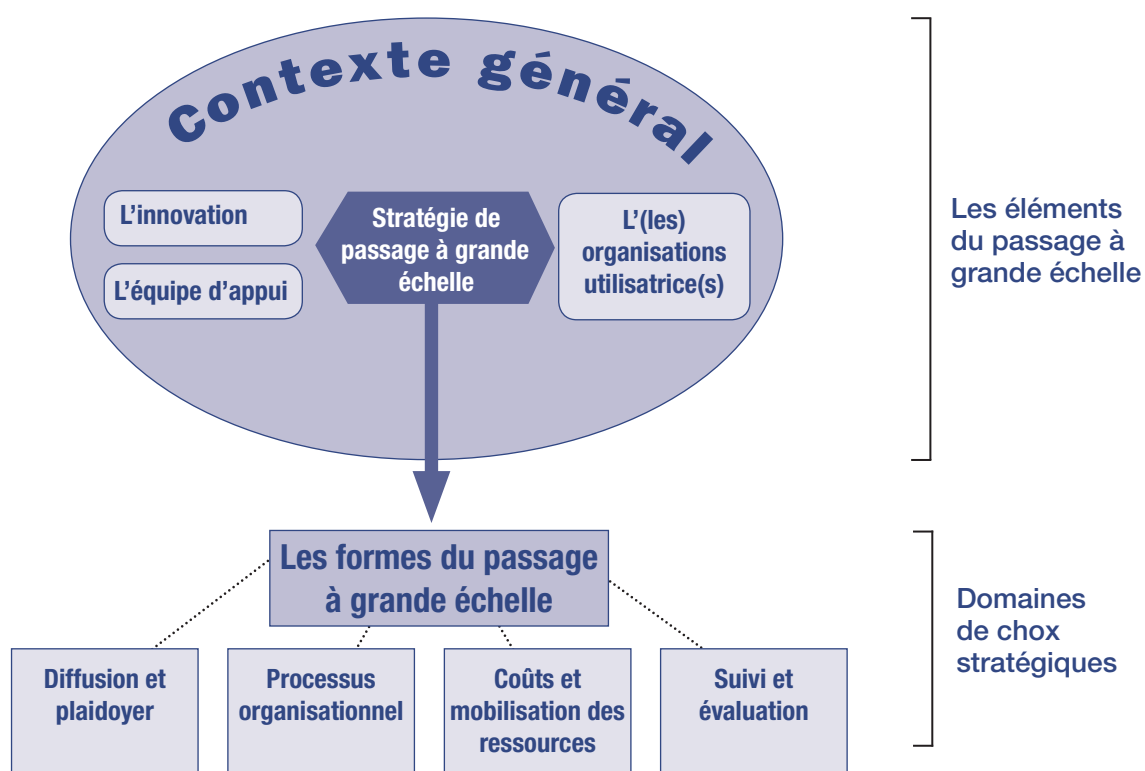 Contexte général
L'innovation
L'équipe d'appui
Stratégie de
passage à grande
échelle
L'(les)
organisations
utilisatrice(s)
Les éléments
du passage à
grande échelle
Les formes du passage
à grande échelle
Diffusion et
plaidoyer
Processus
organisationnel
Coûts et
mobilisation des
ressources
Suivi et
évaluation
Domaines
de chox
stratégiques